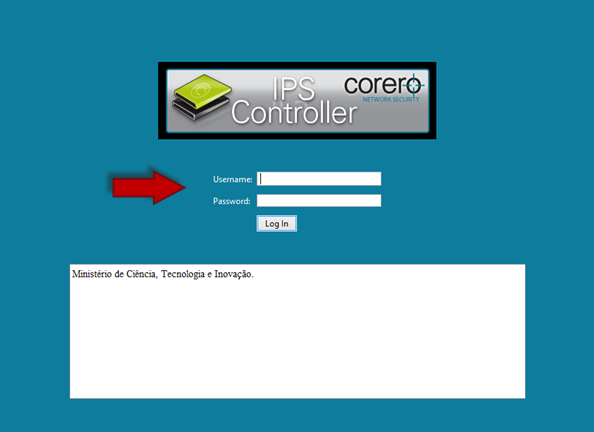 IPS
Controller
corero
NETWORK SECURITY
Username:
Password:
Log In
Ministério de Ciência, Tecnologia e Inovação.